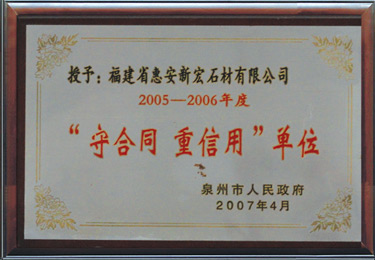 授予：福建省惠安新宏石材有限公司
2005—2006年度
“守合同 重信用”单位
泉州市人民政府
2007年4月